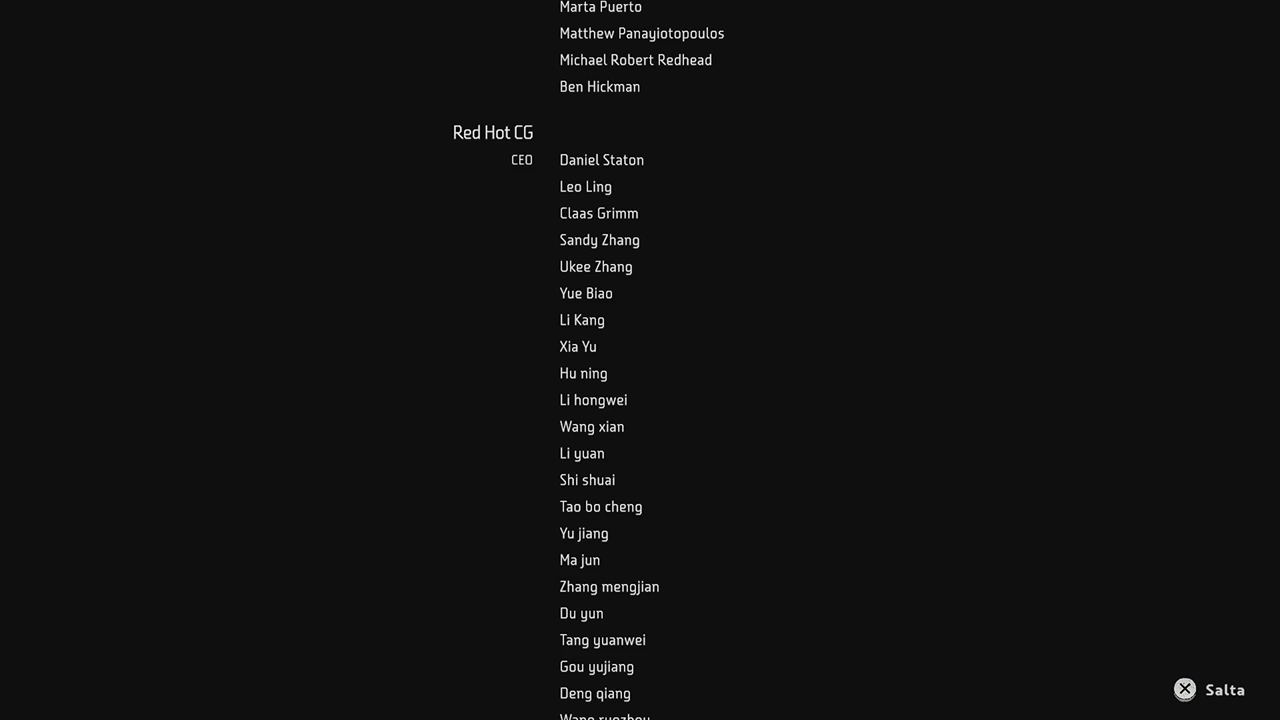 Marta Puerto
Matthew Panayiotopoulos
Michael Robert Redhead
Ben Hickman
Red Hot CG
CEO Daniel Staton
Leo Ling
Claas Grimm
Sandy Zhang
Ukee Zhang
Yue Biao
Li Kang
Xia Yu
Hu ning
Li hongwei
Wang xian
Li yuan
Shi shuai
Tao bo cheng
Yu jiang
Ma jun
Zhang mengjian
Du yun
Tang yuanwei
Gou yujiang
Deng qiang
Salta